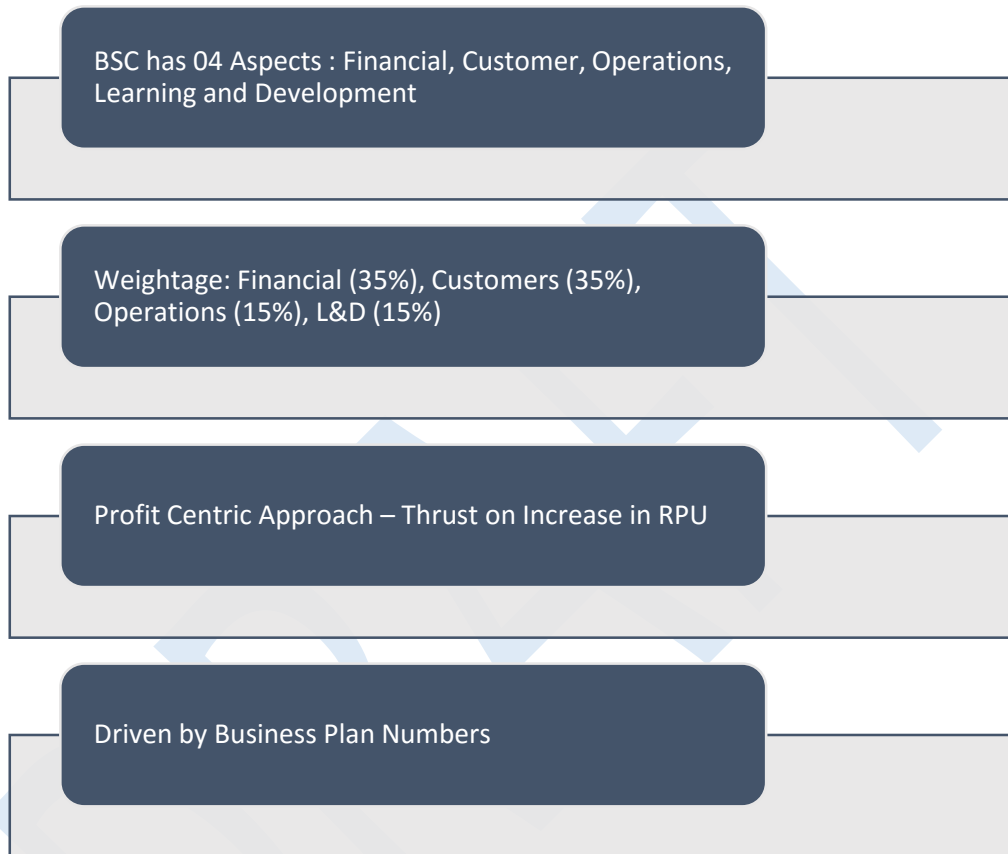 BSC has 04 Aspects : Financial, Customer, Operations,
Learning and Development
Weightage: Financial (35%), Customers (35%),
Operations (15%), L&D (15%)
Profit Centric Approach – Thrust on Increase in RPU
Driven by Business Plan Numbers